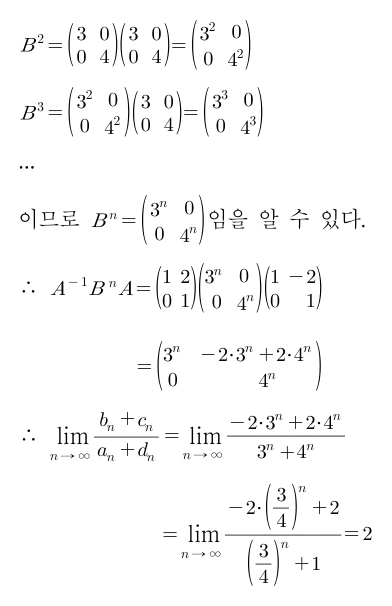 B² = (3 0; 0 4)(3 0; 0 4) = (3² 0; 0 4²)
B³ = (3² 0; 0 4²)(3 0; 0 4) = (3³ 0; 0 4³)
...
이므로 Bⁿ = (3ⁿ 0; 0 4ⁿ)임을 알 수 있다.
∴ A⁻¹BⁿA = (1 2; 0 1)(3ⁿ 0; 0 4ⁿ)(1 −2; 0 1)
= (3ⁿ −2·3ⁿ+2·4ⁿ; 0 4ⁿ)
∴ lim_{n→∞} (b_n+c_n)/(a_n+d_n) = lim_{n→∞} (−2·3ⁿ+2·4ⁿ)/(3ⁿ+4ⁿ)
= lim_{n→∞} (−2·(3/4)ⁿ+2)/((3/4)ⁿ+1) = 2